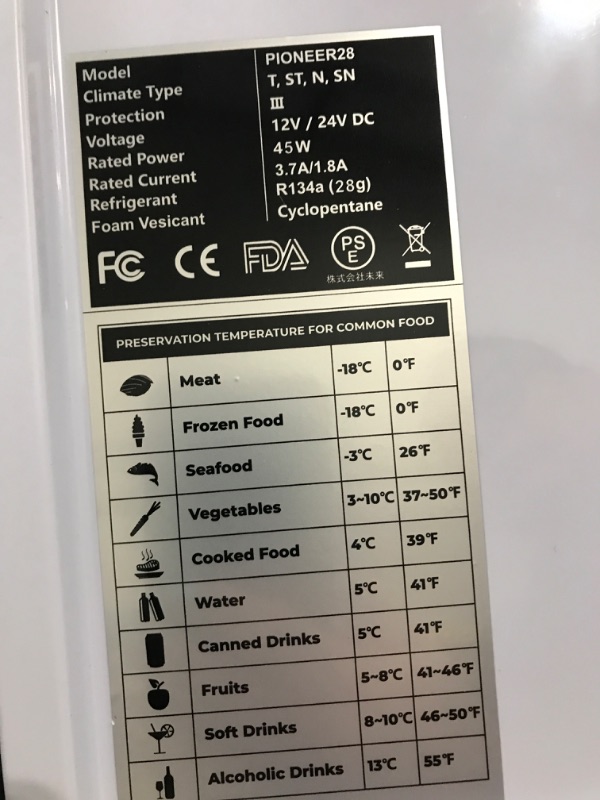 Model PIONEER28
Climate Type T, ST, N, SN
Protection III
Voltage 12V / 24V DC
Rated Power 45W
Rated Current 3.7A/1.8A
Refrigerant R134a (28g)
Foam Vesicant Cyclopentane
FC CE FDA PS E
株式会社未来
PRESERVATION TEMPERATURE FOR COMMON FOOD
Meat -18℃ 0℉
Frozen Food -18℃ 0℉
Seafood -3℃ 26℉
Vegetables 3~10℃ 37~50℉
Cooked Food 4℃ 39℉
Water 5℃ 41℉
Canned Drinks 5℃ 41℉
Fruits 5~8℃ 41~46℉
Soft Drinks 8~10℃ 46~50℉
Alcoholic Drinks 13℃ 55℉